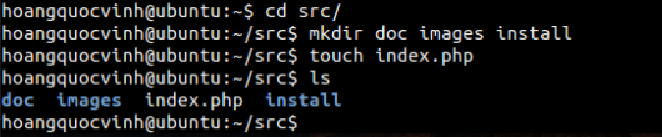 hoangquocvinh@ubuntu:~$ cd src/
hoangquocvinh@ubuntu:~/src$ mkdir doc images install
hoangquocvinh@ubuntu:~/src$ touch index.php
hoangquocvinh@ubuntu:~/src$ ls
doc  images  index.php  install
hoangquocvinh@ubuntu:~/src$